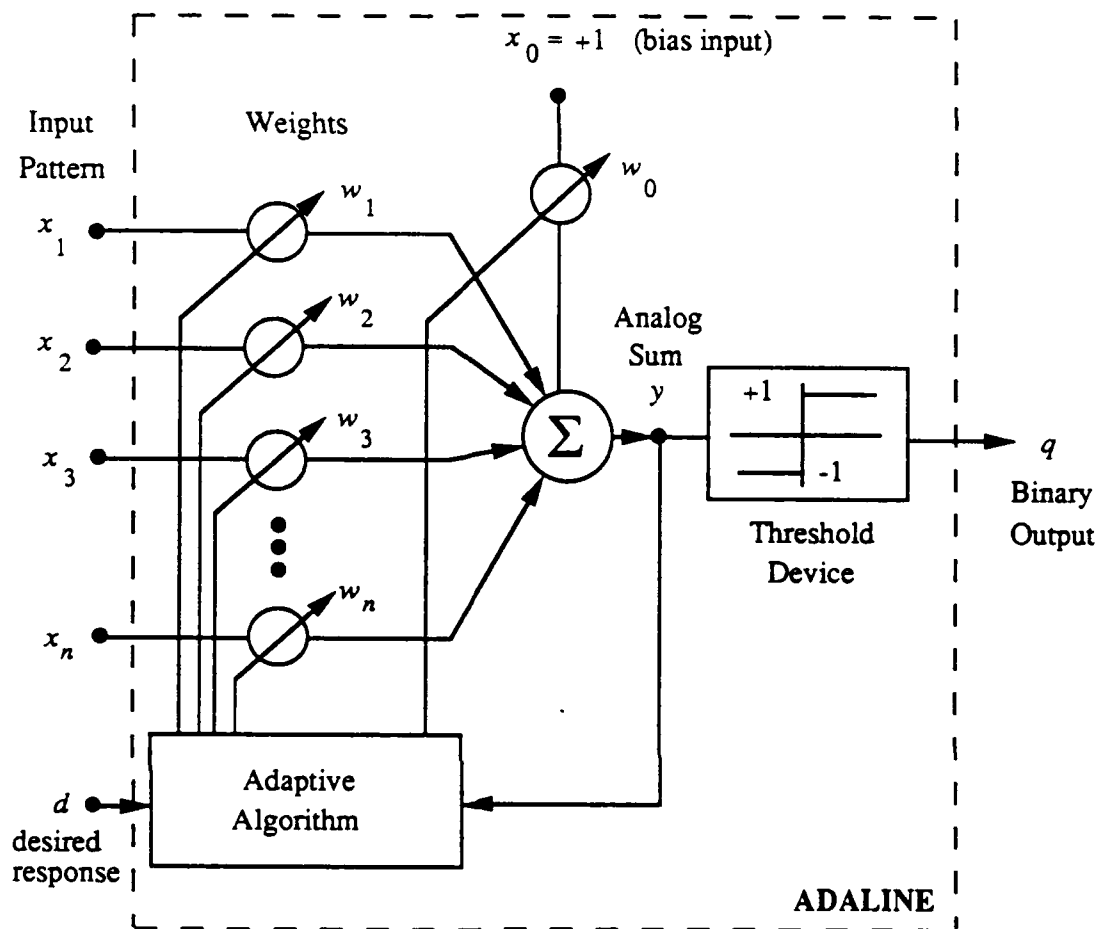 x0 = +1 (bias input)
Input
Pattern
Weights
w0
x1
w1
x2
w2
x3
w3
xn
wn
Σ
Analog
Sum
y
+1
-1
Threshold
Device
q
Binary
Output
Adaptive
Algorithm
d
desired
response
ADALINE